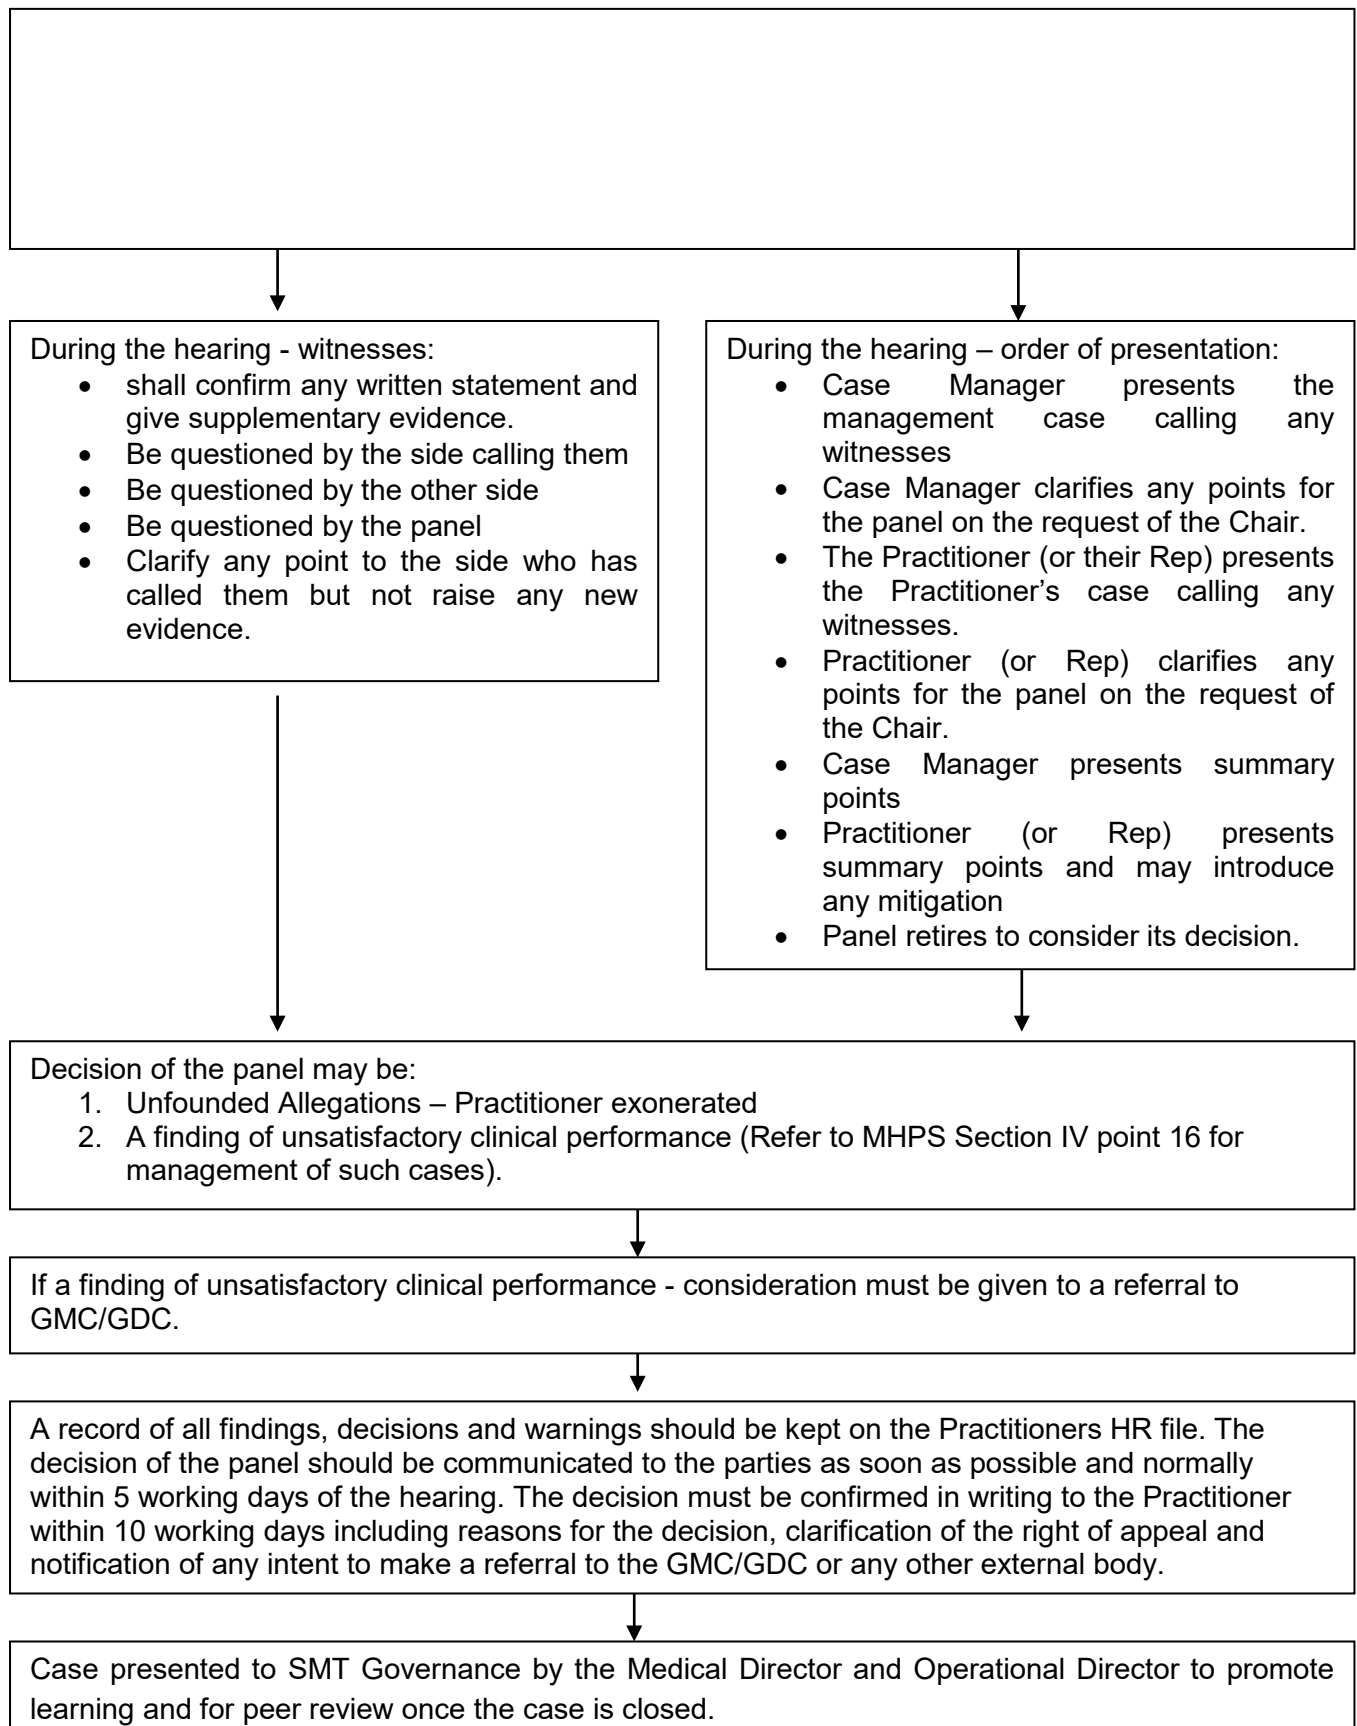 During the hearing - witnesses:
• shall confirm any written statement and
give supplementary evidence.
• Be questioned by the side calling them
• Be questioned by the other side
• Be questioned by the panel
• Clarify any point to the side who has
called them but not raise any new
evidence.
During the hearing – order of presentation:
• Case Manager presents the
management case calling any
witnesses
• Case Manager clarifies any points for
the panel on the request of the Chair.
• The Practitioner (or their Rep) presents
the Practitioner’s case calling any
witnesses.
• Practitioner (or Rep) clarifies any
points for the panel on the request of
the Chair.
• Case Manager presents summary
points
• Practitioner (or Rep) presents
summary points and may introduce
any mitigation
• Panel retires to consider its decision.
Decision of the panel may be:
1. Unfounded Allegations – Practitioner exonerated
2. A finding of unsatisfactory clinical performance (Refer to MHPS Section IV point 16 for
management of such cases).
If a finding of unsatisfactory clinical performance - consideration must be given to a referral to
GMC/GDC.
A record of all findings, decisions and warnings should be kept on the Practitioners HR file. The
decision of the panel should be communicated to the parties as soon as possible and normally
within 5 working days of the hearing. The decision must be confirmed in writing to the Practitioner
within 10 working days including reasons for the decision, clarification of the right of appeal and
notification of any intent to make a referral to the GMC/GDC or any other external body.
Case presented to SMT Governance by the Medical Director and Operational Director to promote
learning and for peer review once the case is closed.